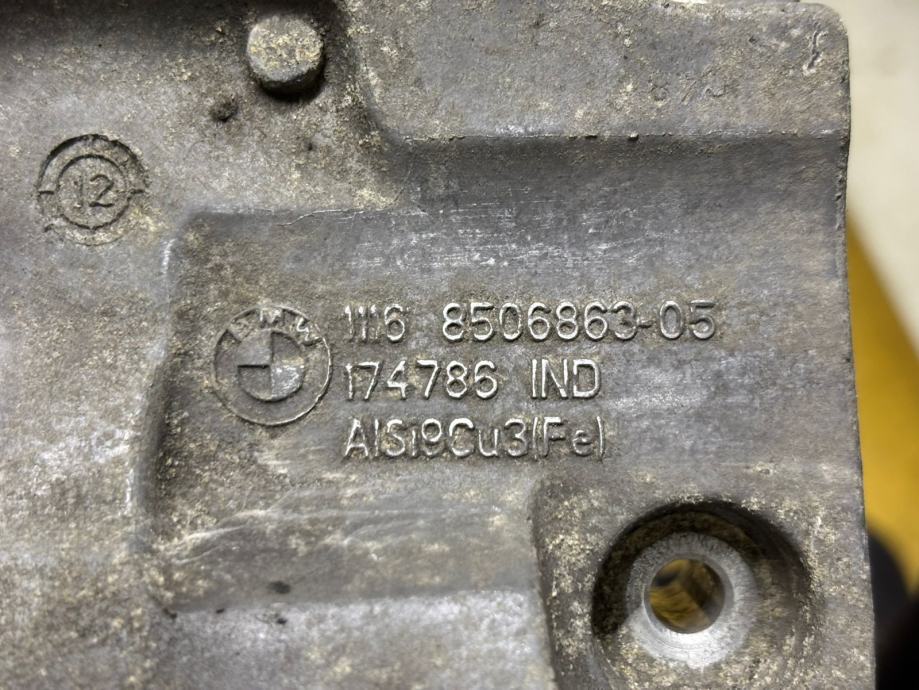 12
BMW
1116 8506863-05
174786 IND
AlSi9Cu3(Fe)